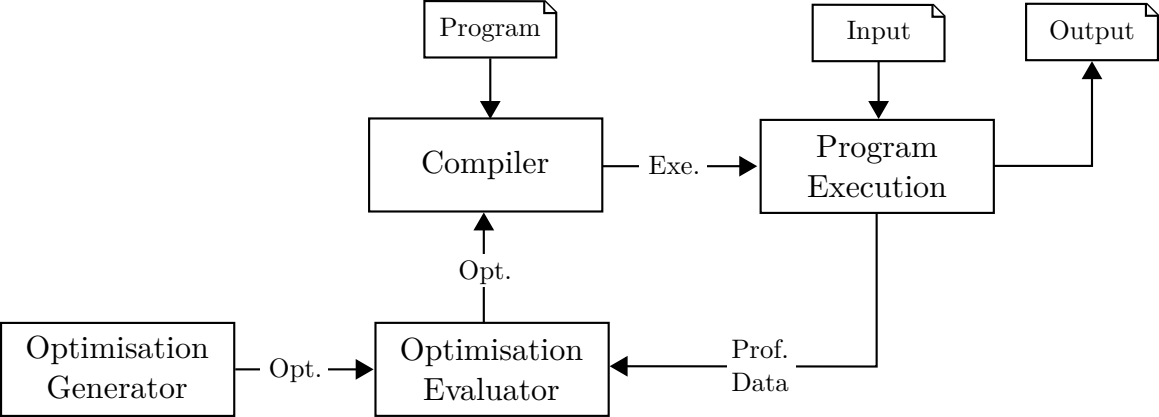 Program
Input
Output
Compiler
Exe.
Program
Execution
Opt.
Optimisation
Generator
Opt.
Optimisation
Evaluator
Prof.
Data